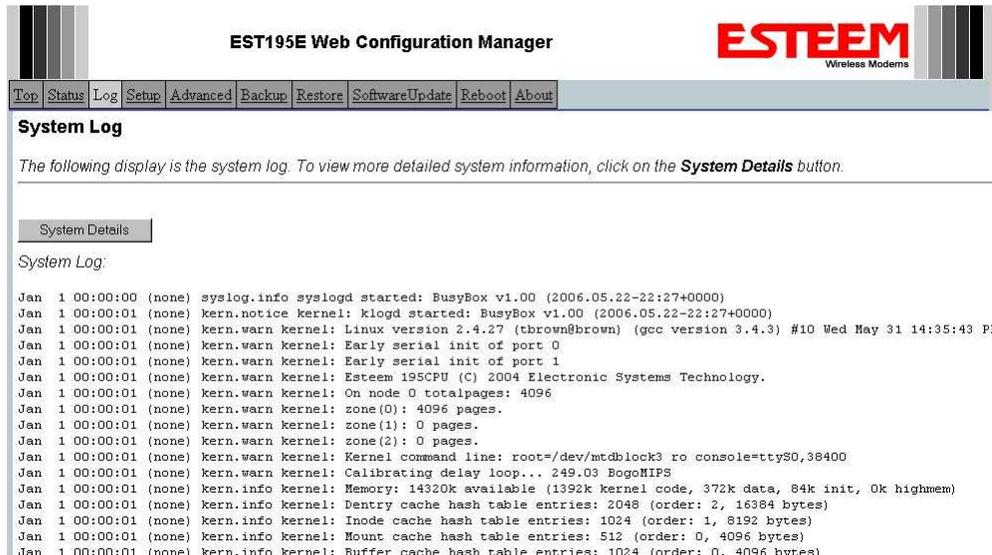 EST195E Web Configuration Manager
ESTEEM
Wireless Modems
Top Status Log Setup Advanced Backup Restore SoftwareUpdate Reboot About
System Log
The following display is the system log. To view more detailed system information, click on the System Details button.
System Details
System Log:
Jan  1 00:00:00 (none) syslog.info syslogd started: BusyBox v1.00 (2006.05.22-22:27+0000)
Jan  1 00:00:01 (none) kern.notice kernel: klogd started: BusyBox v1.00 (2006.05.22-22:27+0000)
Jan  1 00:00:01 (none) kern.warn kernel: Linux version 2.4.27 (tbrown@brown) (gcc version 3.4.3) #10 Wed May 31 14:35:43
Jan  1 00:00:01 (none) kern.warn kernel: Early serial init of port 0
Jan  1 00:00:01 (none) kern.warn kernel: Early serial init of port 1
Jan  1 00:00:01 (none) kern.warn kernel: Esteem 195CPU (C) 2004 Electronic Systems Technology.
Jan  1 00:00:01 (none) kern.warn kernel: On node 0 totalpages: 4096
Jan  1 00:00:01 (none) kern.warn kernel: zone(0): 4096 pages.
Jan  1 00:00:01 (none) kern.warn kernel: zone(1): 0 pages.
Jan  1 00:00:01 (none) kern.warn kernel: zone(2): 0 pages.
Jan  1 00:00:01 (none) kern.warn kernel: Kernel command line: root=/dev/mtdblock3 ro console=ttyS0,38400
Jan  1 00:00:01 (none) kern.warn kernel: Calibrating delay loop... 249.03 BogoMIPS
Jan  1 00:00:01 (none) kern.info kernel: Memory: 14320k available (1392k kernel code, 372k data, 84k init, 0k highmem)
Jan  1 00:00:01 (none) kern.info kernel: Dentry cache hash table entries: 2048 (order: 2, 16384 bytes)
Jan  1 00:00:01 (none) kern.info kernel: Inode cache hash table entries: 1024 (order: 1, 8192 bytes)
Jan  1 00:00:01 (none) kern.info kernel: Mount cache hash table entries: 512 (order: 0, 4096 bytes)
Jan  1 00:00:01 (none) kern.info kernel: Buffer cache hash table entries: 1024 (order: 0, 4096 bytes)